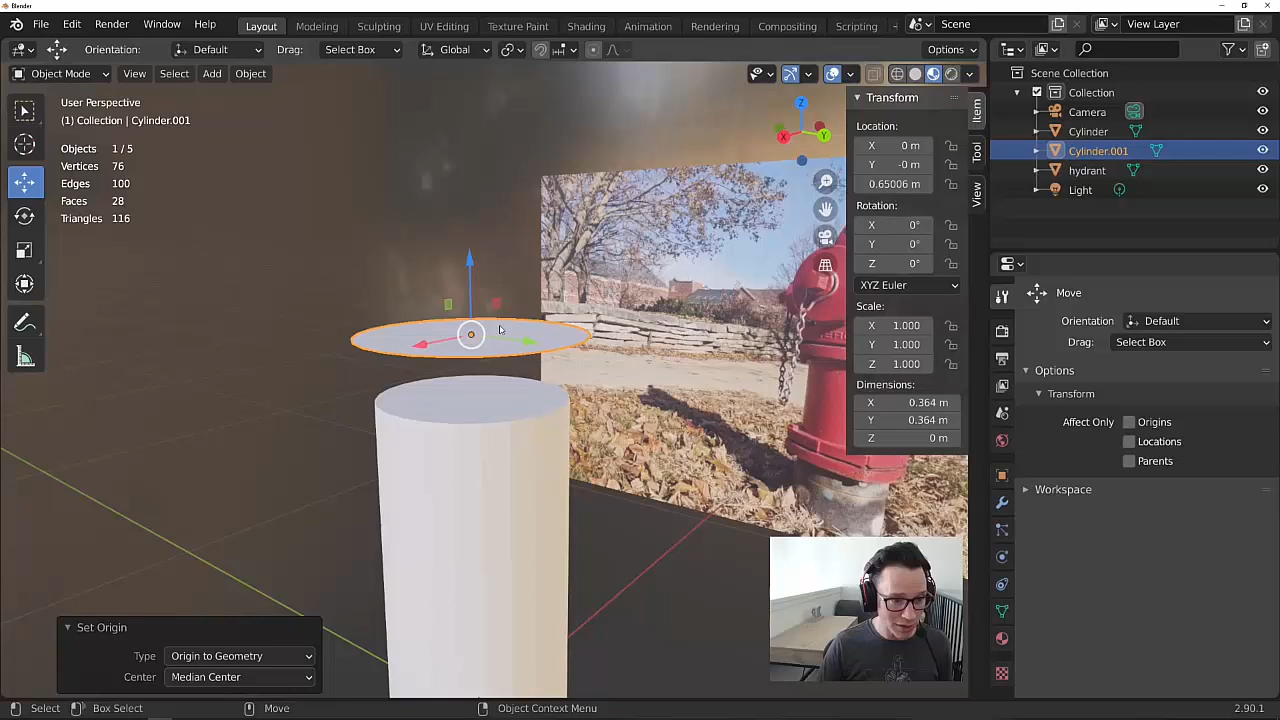 Blender
File Edit Render Window Help
Layout Modeling Sculpting UV Editing Texture Paint Shading Animation Rendering Compositing Scripting
Scene
View Layer
Orientation: Default Drag: Select Box Global Options
Object Mode View Select Add Object
User Perspective
(1) Collection | Cylinder.001
Objects 1 / 5
Vertices 76
Edges 100
Faces 28
Triangles 116
Z
X
Y
Transform
Location:
X 0 m
Y -0 m
0.65006 m
Rotation:
X 0°
Y 0°
Z 0°
XYZ Euler
Scale:
X 1.000
Y 1.000
Z 1.000
Dimensions:
X 0.364 m
Y 0.364 m
Z 0 m
Item
Tool
View
Scene Collection
Collection
Camera
Cylinder
Cylinder.001
hydrant
Light
Move
Orientation Default
Drag: Select Box
Options
Transform
Affect Only Origins
Locations
Parents
Workspace
Set Origin
Type Origin to Geometry
Center Median Center
Select Box Select Move Object Context Menu 2.90.1